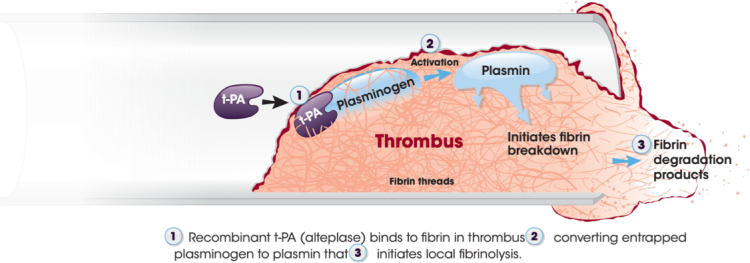 2
Activation
1
t-PA
Plasminogen
Plasmin
t-PA
Thrombus
Initiates fibrin
breakdown
3 Fibrin
degradation
products
Fibrin threads
1 Recombinant t-PA (alteplase) binds to fibrin in thrombus 2 converting entrapped
plasminogen to plasmin that 3 initiates local fibrinolysis.